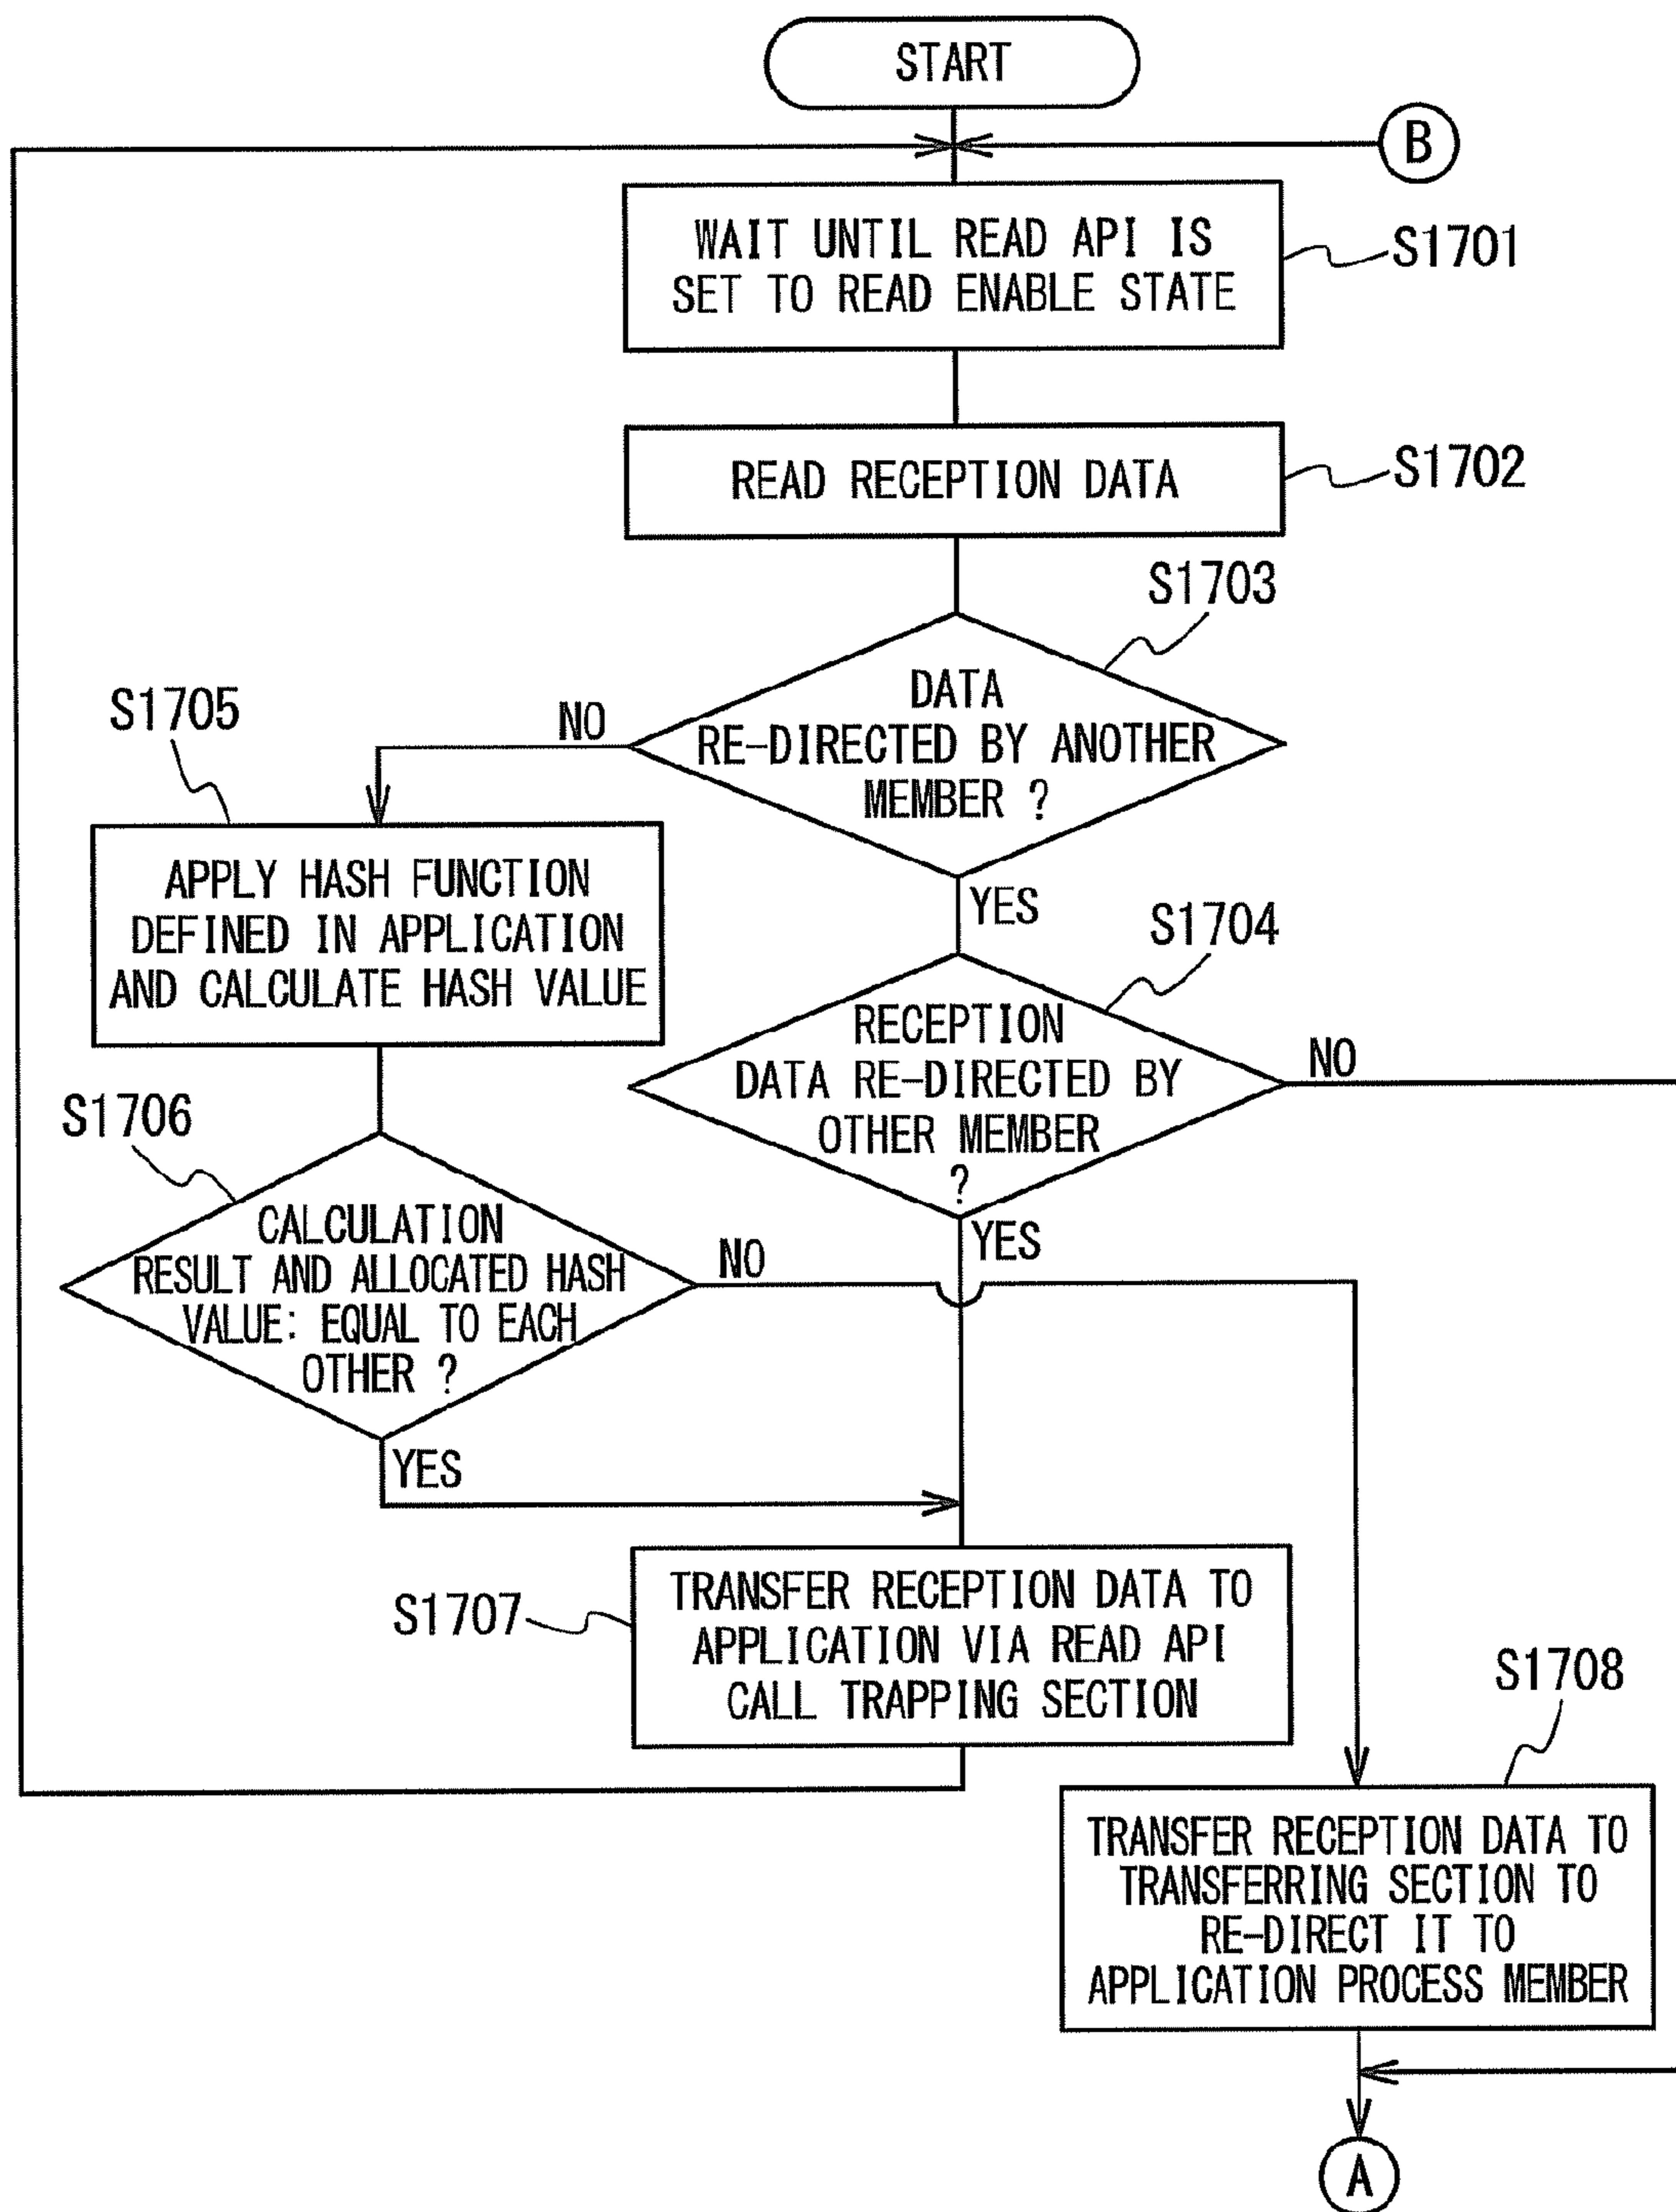 START
B
WAIT UNTIL READ API IS
SET TO READ ENABLE STATE
S1701
READ RECEPTION DATA
S1702
S1703
DATA
RE-DIRECTED BY ANOTHER
MEMBER ?
NO
YES
S1705
APPLY HASH FUNCTION
DEFINED IN APPLICATION
AND CALCULATE HASH VALUE
S1704
RECEPTION
DATA RE-DIRECTED BY
OTHER MEMBER
?
NO
YES
S1706
CALCULATION
RESULT AND ALLOCATED HASH
VALUE: EQUAL TO EACH
OTHER ?
NO
YES
S1707
TRANSFER RECEPTION DATA TO
APPLICATION VIA READ API
CALL TRAPPING SECTION
S1708
TRANSFER RECEPTION DATA TO
TRANSFERRING SECTION TO
RE-DIRECT IT TO
APPLICATION PROCESS MEMBER
A